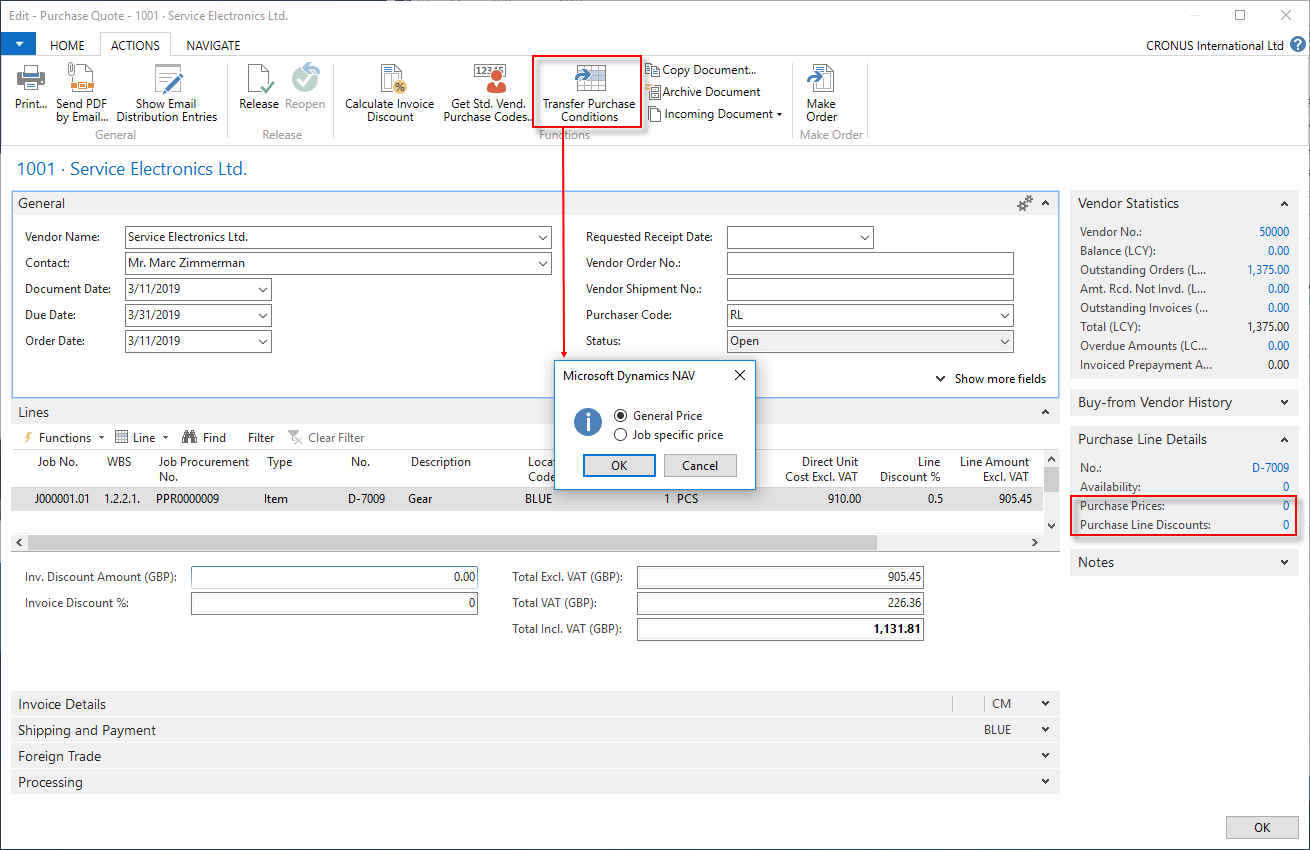 Edit - Purchase Quote - 1001 · Service Electronics Ltd.
HOME ACTIONS NAVIGATE CRONUS International Ltd ?
Print... Send PDF by Email... Show Email Distribution Entries
General
Release Reopen
Release
Calculate Invoice Discount
12345
Get Std. Vend. Purchase Codes...
Transfer Purchase Conditions
Copy Document...
Archive Document
Incoming Document
Functions
Make Order
Make Order
1001 · Service Electronics Ltd.
General
Vendor Name: Service Electronics Ltd.
Contact: Mr. Marc Zimmerman
Document Date: 3/11/2019
Due Date: 3/31/2019
Order Date: 3/11/2019
Requested Receipt Date:
Vendor Order No.:
Vendor Shipment No.:
Purchaser Code: RL
Status: Open
Show more fields
Microsoft Dynamics NAV
General Price
Job specific price
OK Cancel
Lines
Functions Line Find Filter Clear Filter
Job No. WBS Job Procurement No. Type No. Description Locat Code Direct Unit Cost Excl. VAT Line Discount % Line Amount Excl. VAT
J000001.01 1.2.2.1. PPR0000009 Item D-7009 Gear BLUE 1 PCS 910.00 0.5 905.45
Inv. Discount Amount (GBP): 0.00
Invoice Discount %: 0
Total Excl. VAT (GBP): 905.45
Total VAT (GBP): 226.36
Total Incl. VAT (GBP): 1,131.81
Invoice Details CM
Shipping and Payment BLUE
Foreign Trade
Processing
Vendor Statistics
Vendor No.: 50000
Balance (LCY): 0.00
Outstanding Orders (L... 1,375.00
Amt. Rcd. Not Invd. (L... 0.00
Outstanding Invoices (... 0.00
Total (LCY): 1,375.00
Overdue Amounts (LC... 0.00
Invoiced Prepayment A... 0.00
Buy-from Vendor History
Purchase Line Details
No.: D-7009
Availability: 0
Purchase Prices: 0
Purchase Line Discounts: 0
Notes
OK